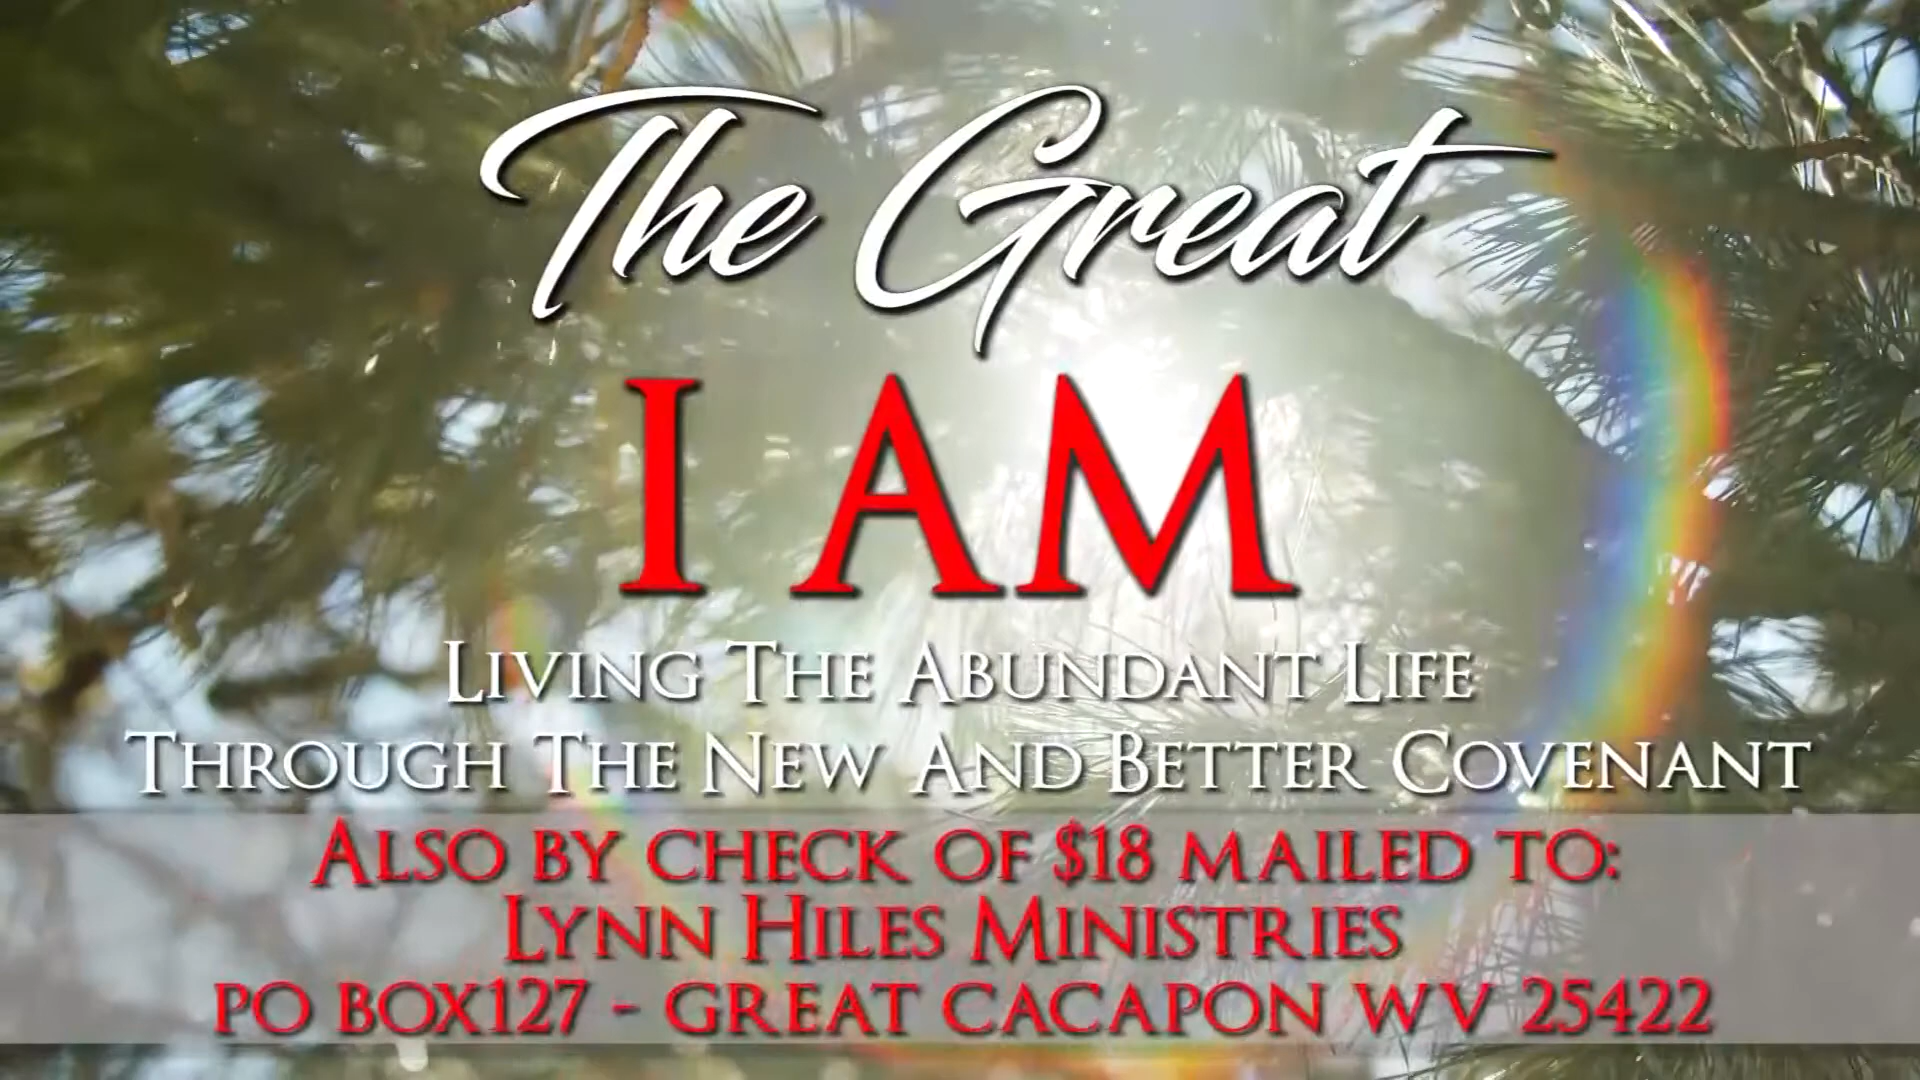 The Great
I AM
Living The Abundant Life
Through The New And Better Covenant
Also by check of $18 mailed to:
Lynn Hiles Ministries
PO BOX127 - GREAT CACAPON WV 25422